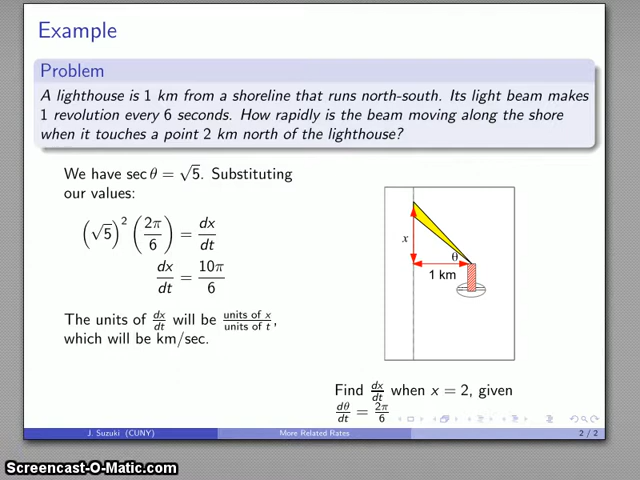 Example
Problem
A lighthouse is 1 km from a shoreline that runs north-south. Its light beam makes
1 revolution every 6 seconds. How rapidly is the beam moving along the shore
when it touches a point 2 km north of the lighthouse?
We have sec θ = √5. Substituting
our values:
(√5)² (2π/6) = dx/dt
dx/dt = 10π/6
The units of dx/dt will be units of x/units of t,
which will be km/sec.
x
θ
1 km
Find dx/dt when x = 2, given
dθ/dt = 2π/6
J. Suzuki (CUNY)
More Related Rates
2 / 2
Screencast-O-Matic.com